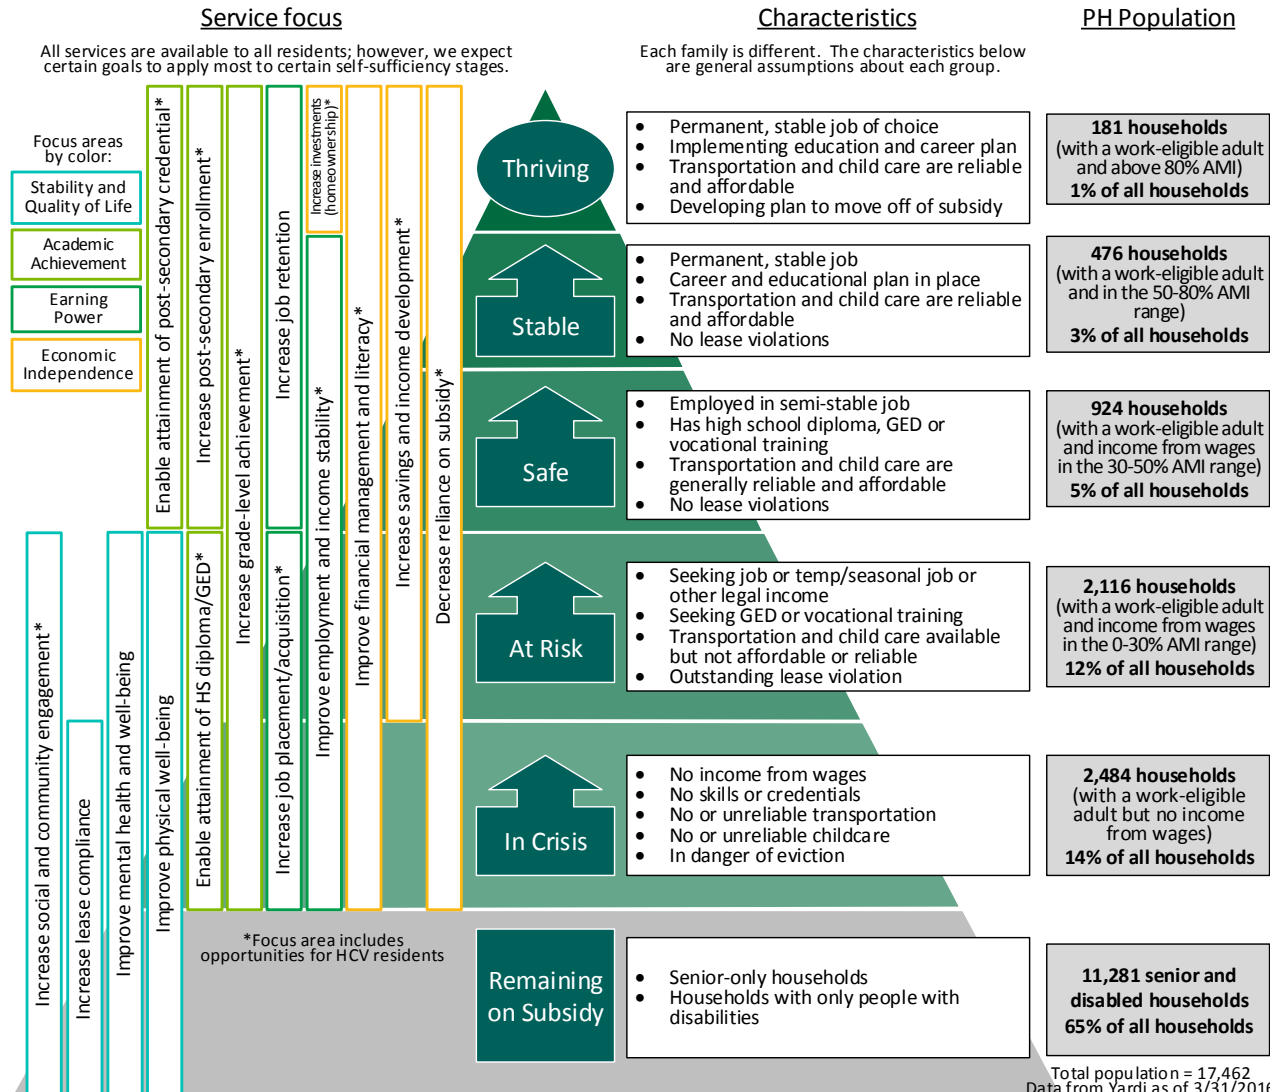 Service focus
All services are available to all residents; however, we expect
certain goals to apply most to certain self-sufficiency stages.
Characteristics
Each family is different. The characteristics below
are general assumptions about each group.
PH Population
Focus areas
by color:
Stability and
Quality of Life
Academic
Achievement
Earning
Power
Economic
Independence
Increase social and community engagement*
Increase lease compliance
Improve mental health and well-being
Improve physical well-being
Enable attainment of post-secondary credential*
Increase post-secondary enrollment*
Enable attainment of HS diploma/GED*
Increase grade-level achievement*
Increase job retention
Increase job placement/acquisition*
Increase investments
(homeownership)*
Improve employment and income stability*
Improve financial management and literacy*
Increase savings and income development*
Decrease reliance on subsidy*
*Focus area includes
opportunities for HCV residents
Thriving
• Permanent, stable job of choice
• Implementing education and career plan
• Transportation and child care are reliable
and affordable
• Developing plan to move off of subsidy
181 households
(with a work-eligible adult
and above 80% AMI)
1% of all households
Stable
• Permanent, stable job
• Career and educational plan in place
• Transportation and child care are reliable
and affordable
• No lease violations
476 households
(with a work-eligible adult
and in the 50-80% AMI
range)
3% of all households
Safe
• Employed in semi-stable job
• Has high school diploma, GED or
vocational training
• Transportation and child care are
generally reliable and affordable
• No lease violations
924 households
(with a work-eligible adult
and income from wages
in the 30-50% AMI range)
5% of all households
At Risk
• Seeking job or temp/seasonal job or
other legal income
• Seeking GED or vocational training
• Transportation and child care available
but not affordable or reliable
• Outstanding lease violation
2,116 households
(with a work-eligible adult
and income from wages
in the 0-30% AMI range)
12% of all households
In Crisis
• No income from wages
• No skills or credentials
• No or unreliable transportation
• No or unreliable childcare
• In danger of eviction
2,484 households
(with a work-eligible
adult but no income
from wages)
14% of all households
Remaining
on Subsidy
• Senior-only households
• Households with only people with
disabilities
11,281 senior and
disabled households
65% of all households
Total population = 17,462
Data from Yardi as of 3/31/2016